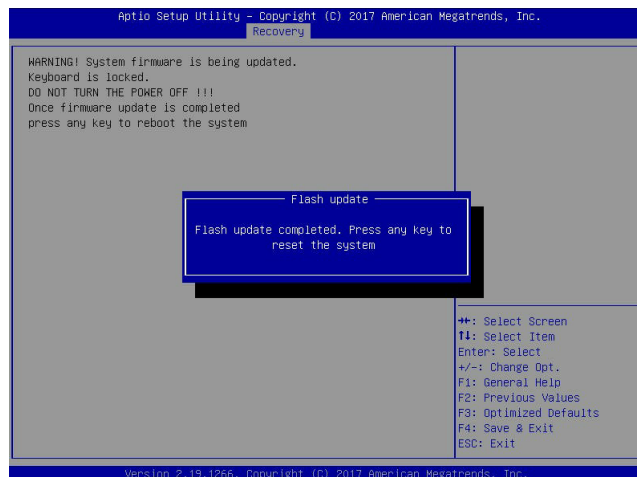 Aptio Setup Utility – Copyright (C) 2017 American Megatrends, Inc.
Recovery
WARNING! System firmware is being updated.
Keyboard is locked.
DO NOT TURN THE POWER OFF !!!
Once firmware update is completed
press any key to reboot the system
Flash update
Flash update completed. Press any key to
reset the system
→←: Select Screen
↑↓: Select Item
Enter: Select
+/-: Change Opt.
F1: General Help
F2: Previous Values
F3: Optimized Defaults
F4: Save & Exit
ESC: Exit
Version 2.19.1266. Copyright (C) 2017 American Megatrends, Inc.